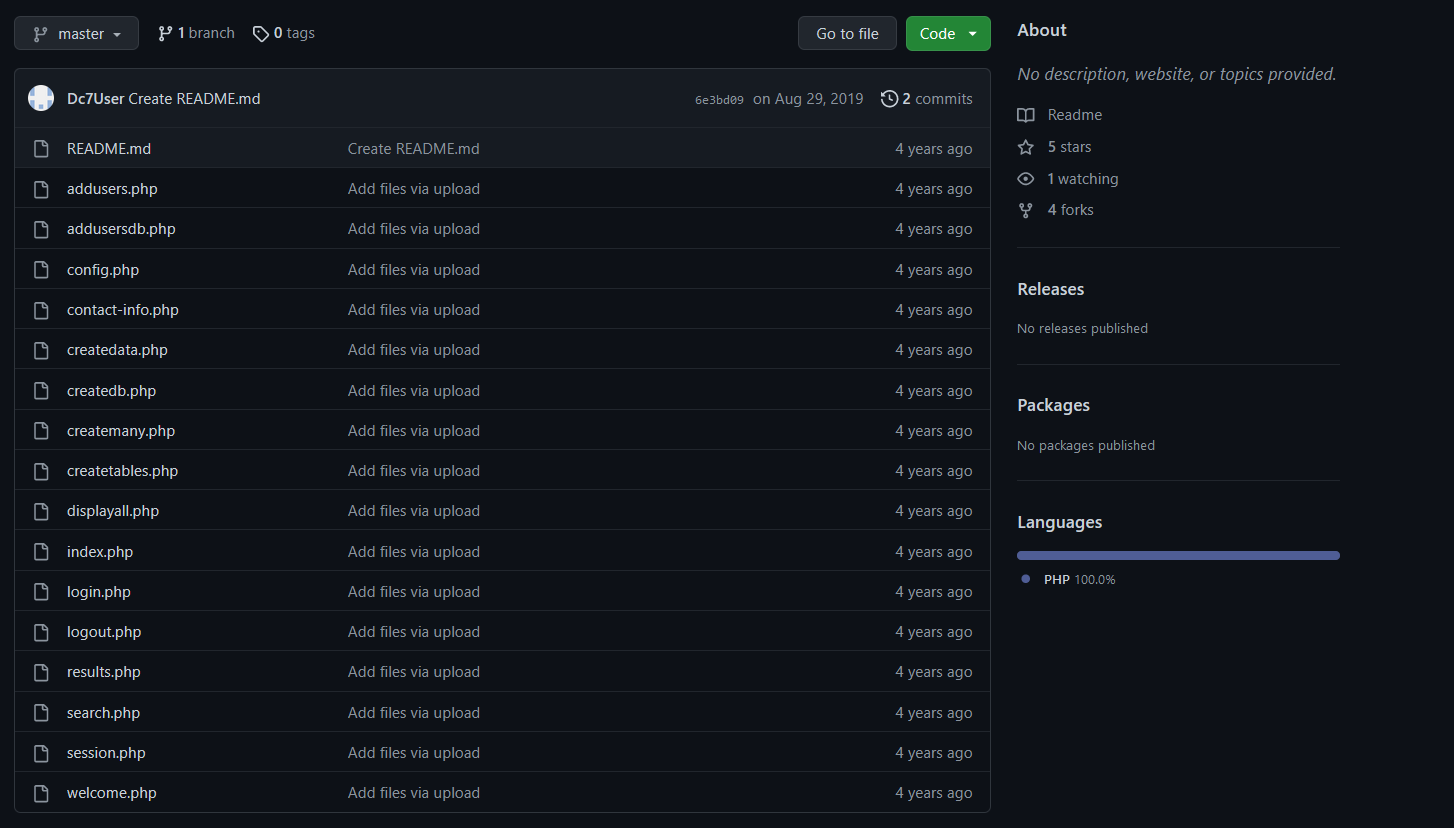 master 1 branch 0 tags Go to file Code
Dc7User Create README.md 6e3bd09 on Aug 29, 2019 2 commits
README.md Create README.md 4 years ago
addusers.php Add files via upload 4 years ago
addusersdb.php Add files via upload 4 years ago
config.php Add files via upload 4 years ago
contact-info.php Add files via upload 4 years ago
createdata.php Add files via upload 4 years ago
createdb.php Add files via upload 4 years ago
createmany.php Add files via upload 4 years ago
createtables.php Add files via upload 4 years ago
displayall.php Add files via upload 4 years ago
index.php Add files via upload 4 years ago
login.php Add files via upload 4 years ago
logout.php Add files via upload 4 years ago
results.php Add files via upload 4 years ago
search.php Add files via upload 4 years ago
session.php Add files via upload 4 years ago
welcome.php Add files via upload 4 years ago
About
No description, website, or topics provided.
Readme
5 stars
1 watching
4 forks
Releases
No releases published
Packages
No packages published
Languages
PHP 100.0%